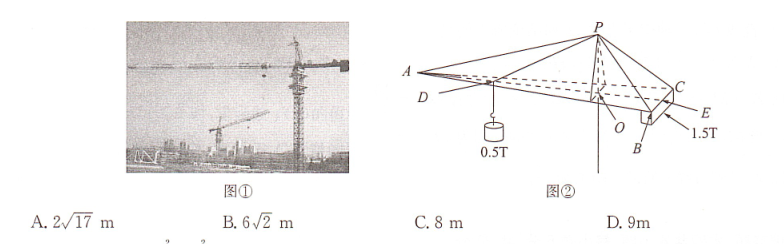 P
A
C
D
E
O
B
1.5T
0.5T
图① 图②
A. 2√17 m B. 6√2 m C. 8 m D. 9m